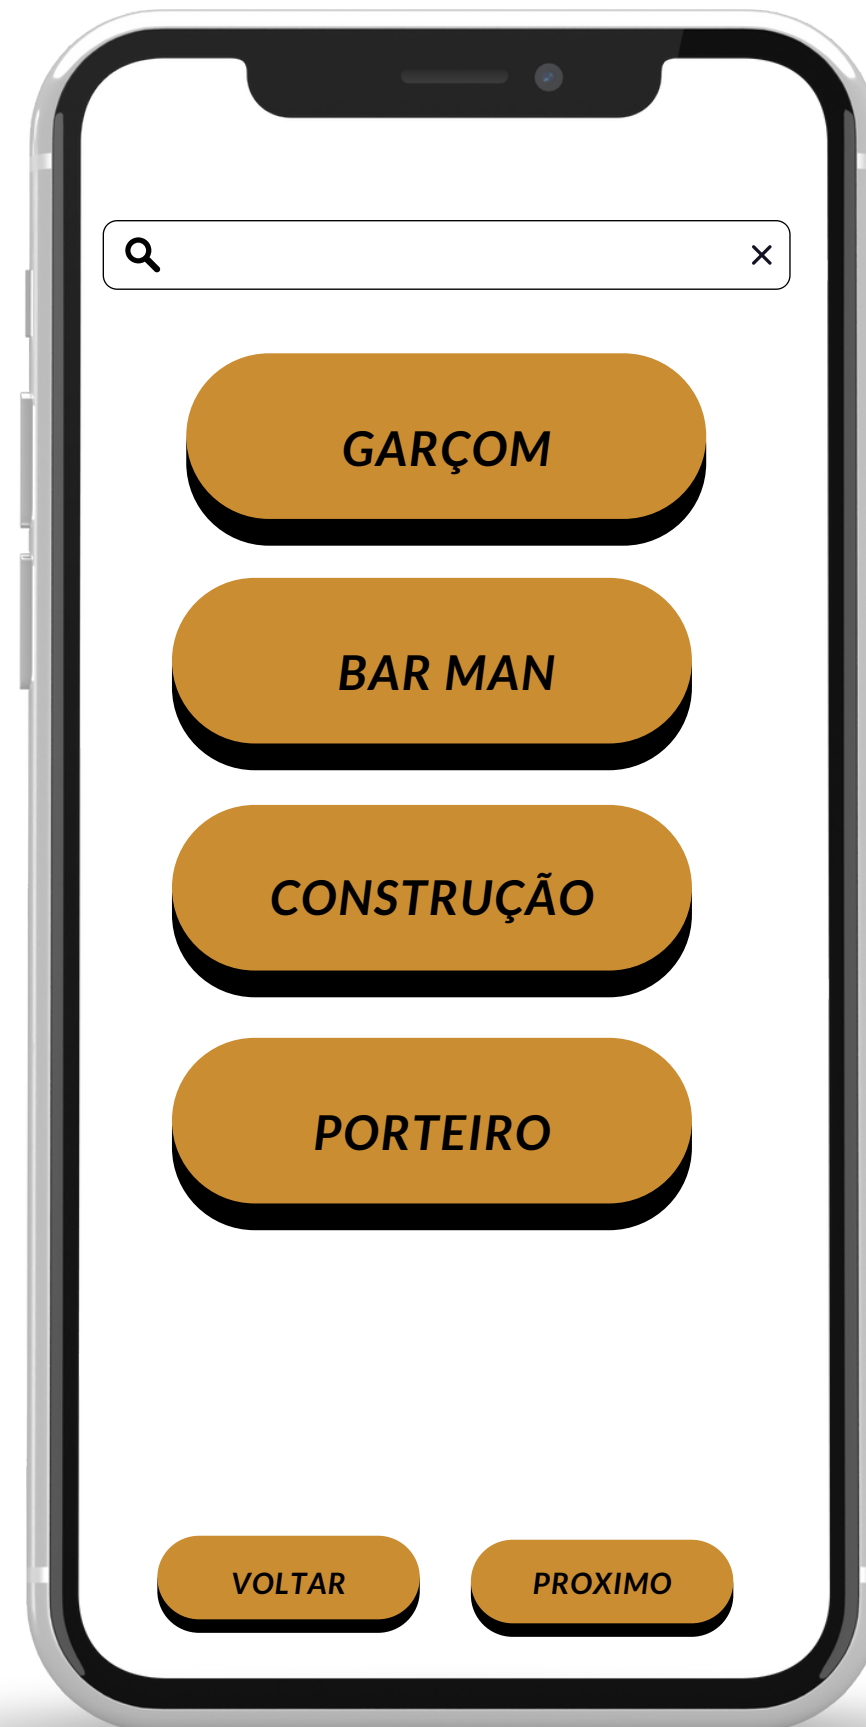 GARÇOM
BAR MAN
CONSTRUÇÃO
PORTEIRO
VOLTAR
PROXIMO